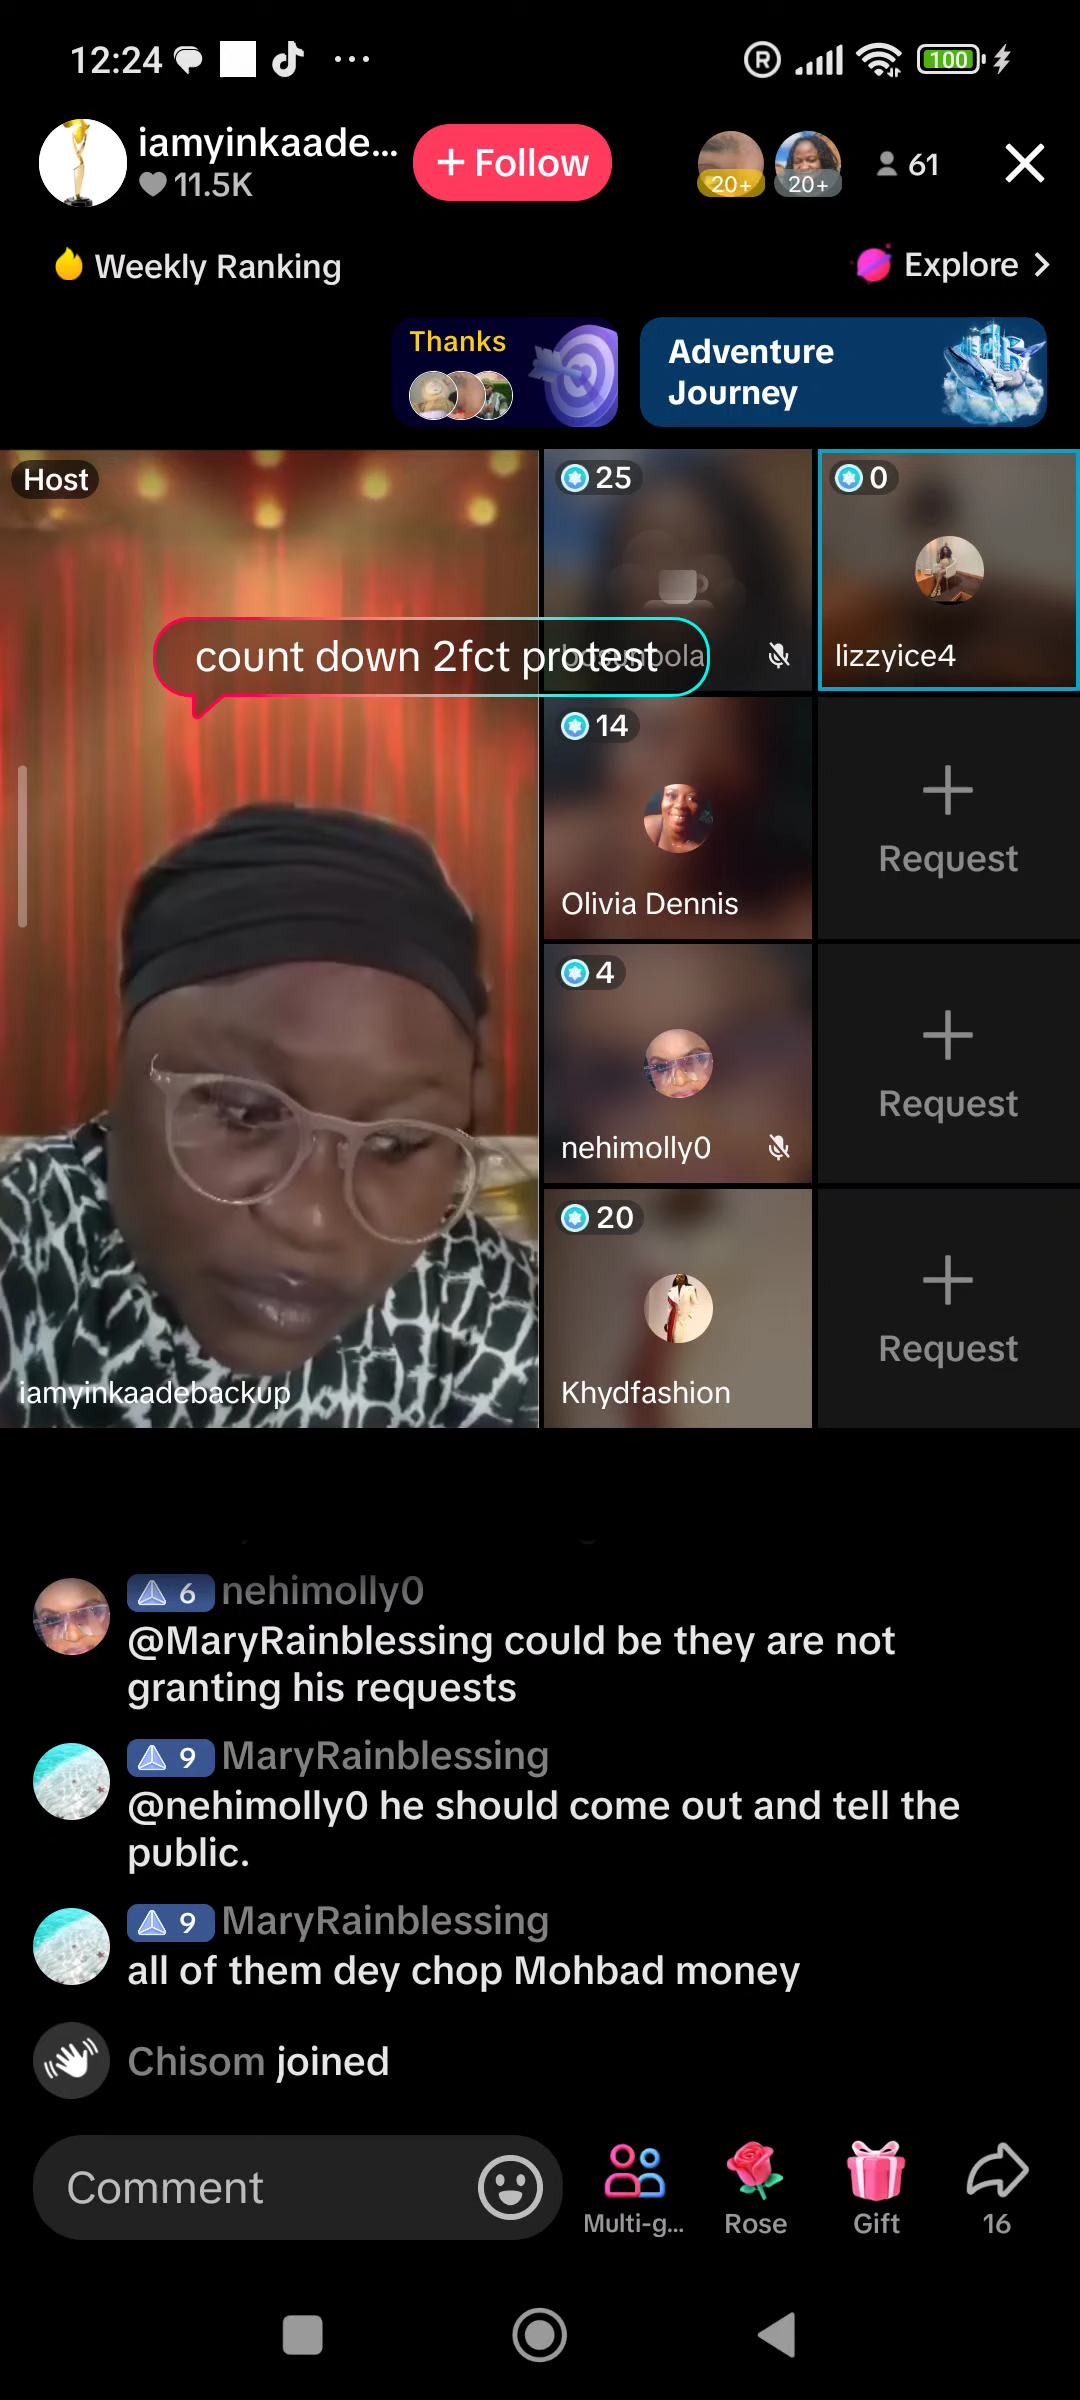 12:24
100
iamyinkaade...
11.5K
+ Follow
20+
20+
61
Weekly Ranking
Explore
Thanks
Adventure
Journey
Host
25
0
count down 2fct protest
lizzyice4
14
Olivia Dennis
Request
4
nehimolly0
Request
20
Khydfashion
Request
iamyinkaadebackup
6 nehimolly0
@MaryRainblessing could be they are not
granting his requests
9 MaryRainblessing
@nehimolly0 he should come out and tell the
public.
9 MaryRainblessing
all of them dey chop Mohbad money
Chisom joined
Comment
Multi-g...
Rose
Gift
16